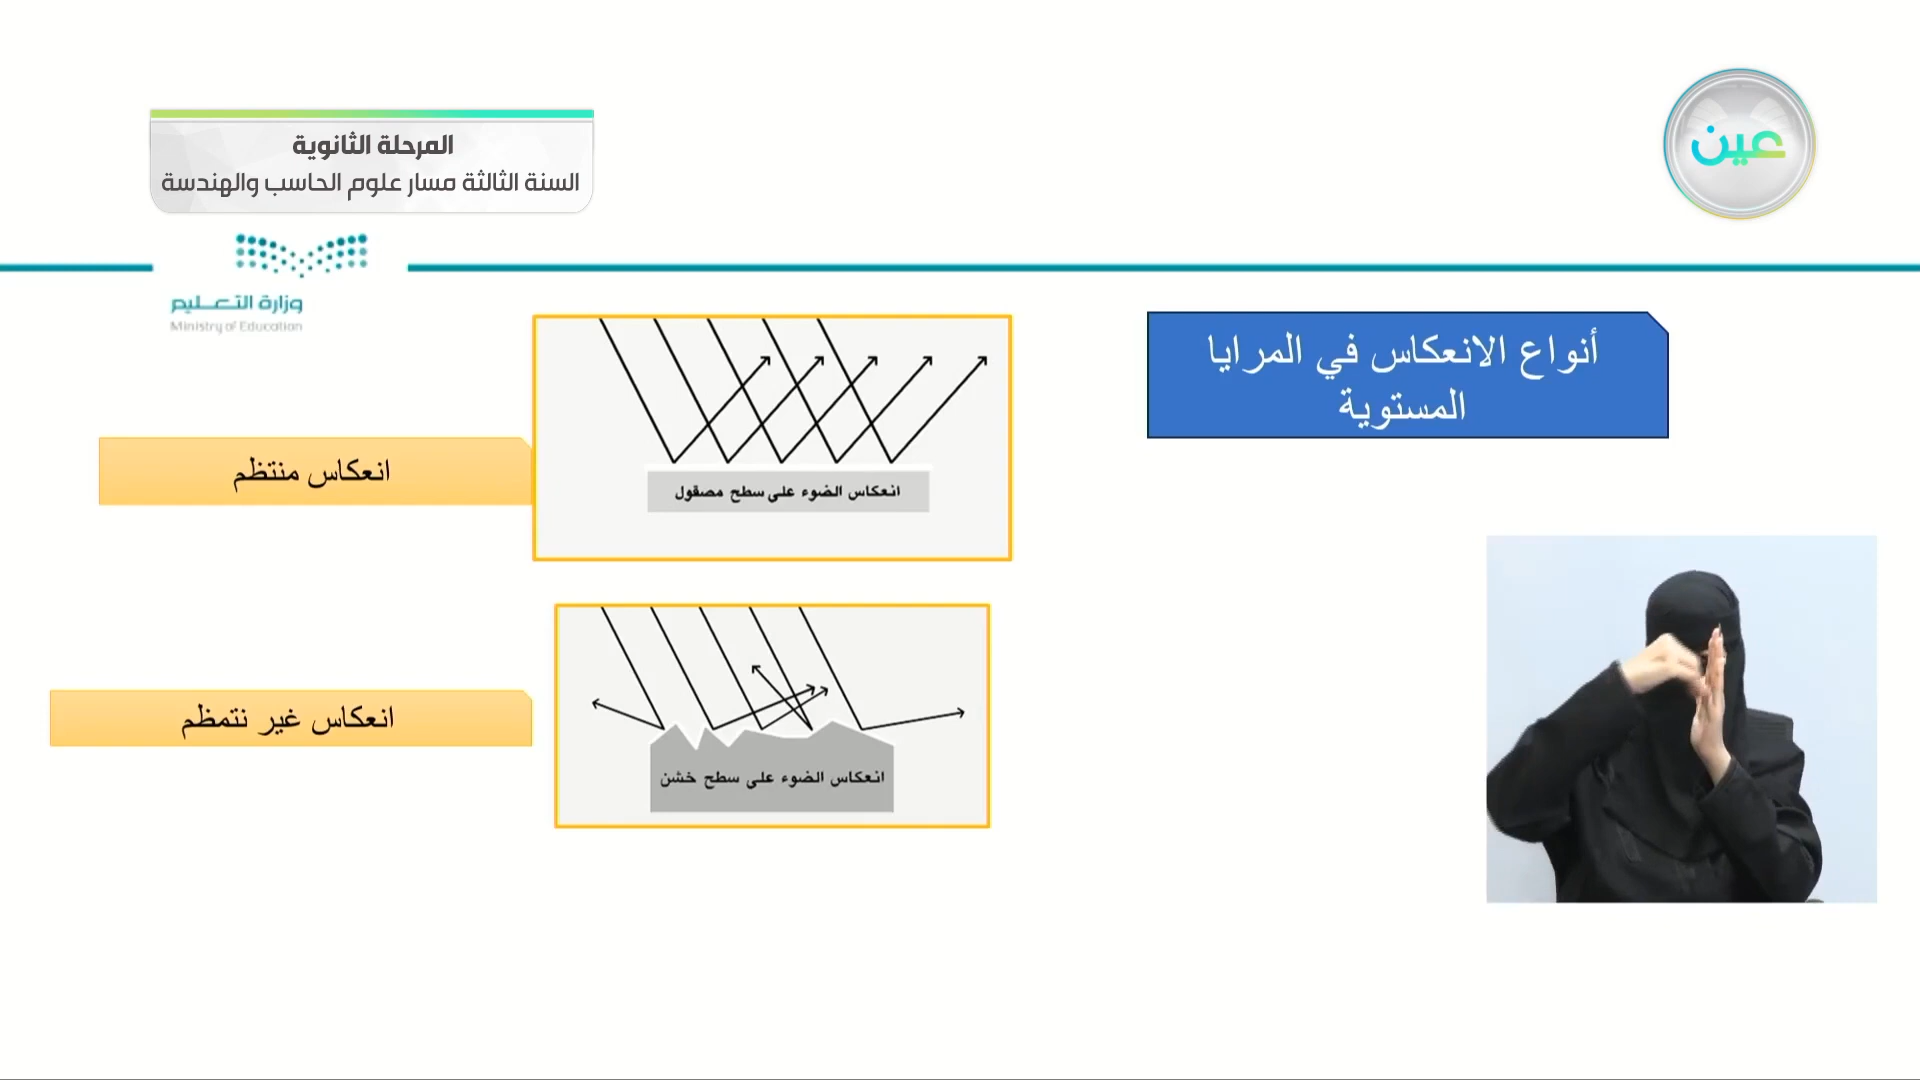 المرحلة الثانوية
السنة الثالثة مسار علوم الحاسب والهندسة
عين
وزارة التعليم
Ministry of Education
أنواع الانعكاس في المرايا
المستوية
انعكاس منتظم
انعكاس الضوء على سطح مصقول
انعكاس غير نتمظم
انعكاس الضوء على سطح خشن